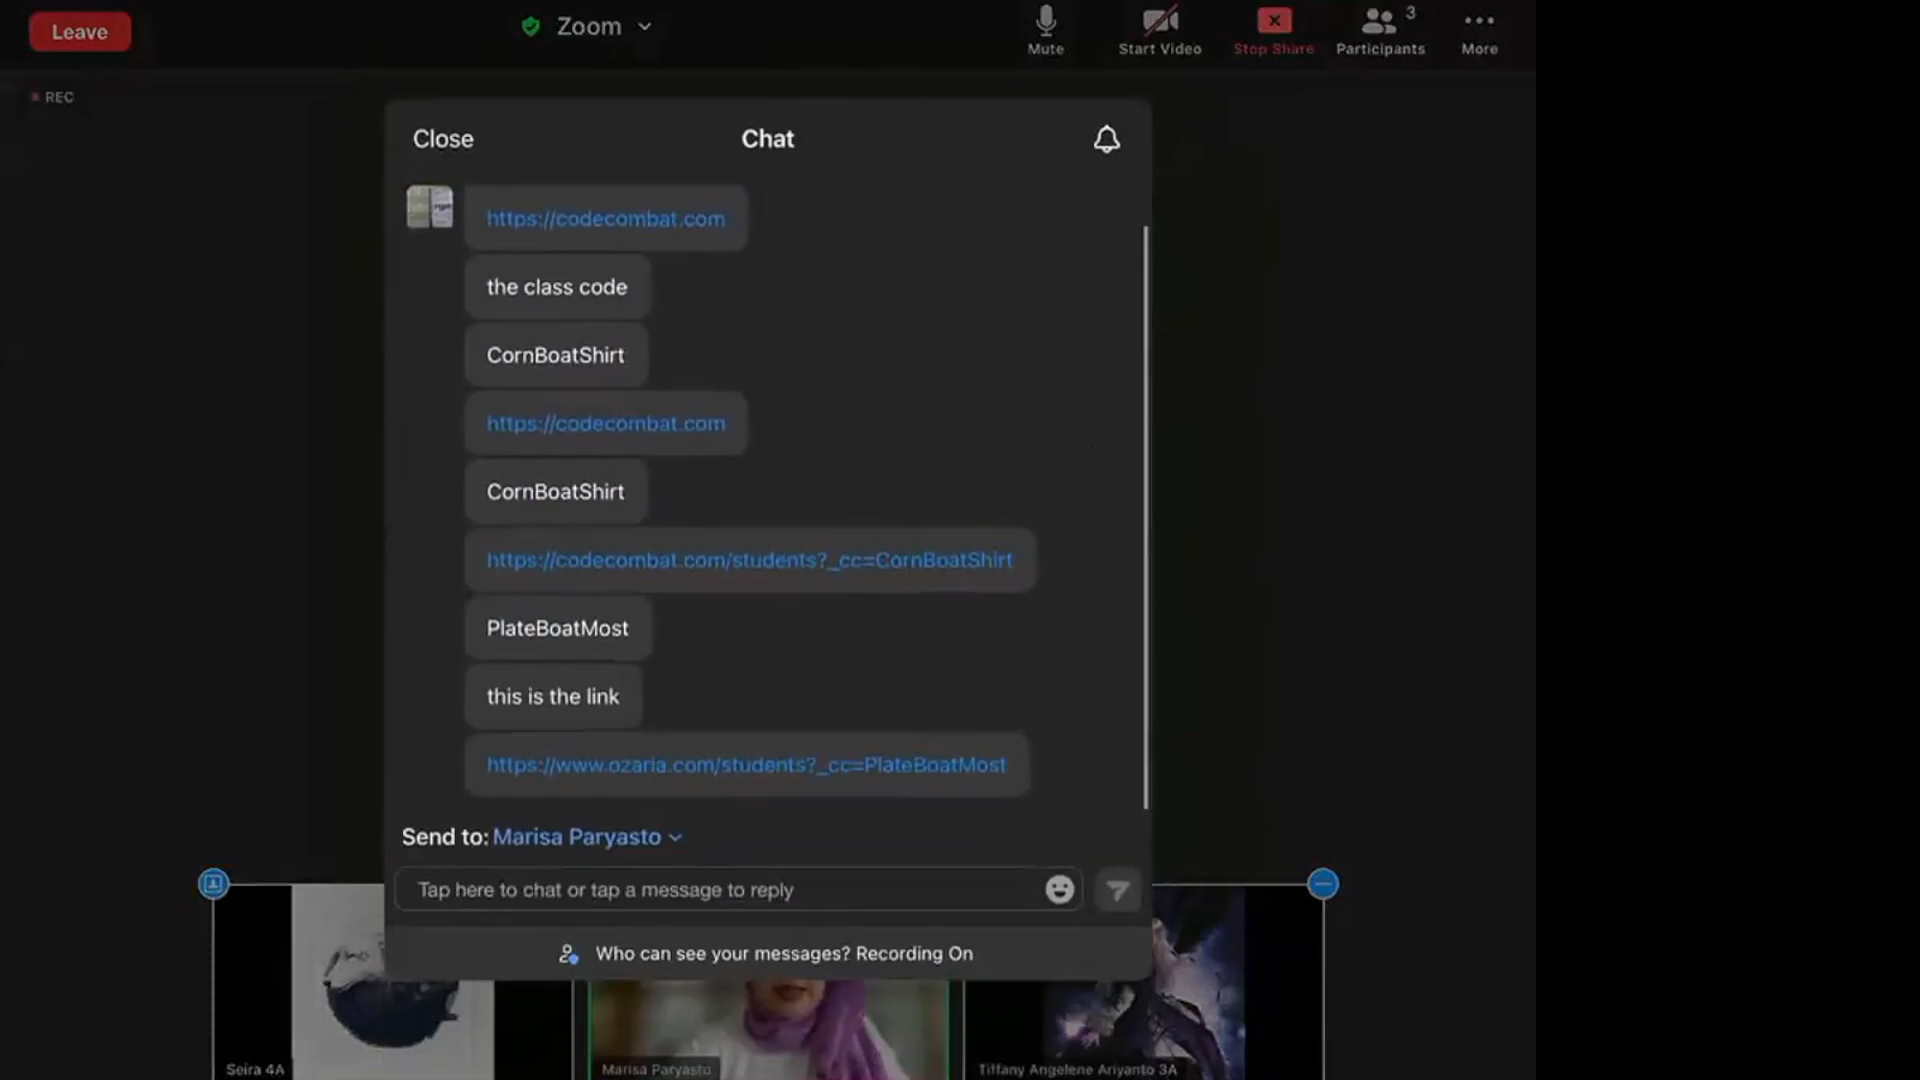 Leave
Zoom
Mute
Start Video
Stop Share
3
Participants
More
REC
Close
Chat
https://codecombat.com
the class code
CornBoatShirt
https://codecombat.com
CornBoatShirt
https://codecombat.com/students?_cc=CornBoatShirt
PlateBoatMost
this is the link
https://www.ozaria.com/students?_cc=PlateBoatMost
Send to: Marisa Paryasto
Tap here to chat or tap a message to reply
Who can see your messages? Recording On
Seira 4A
Marisa Paryasto
Tiffany Angelene Ariyanto 3A